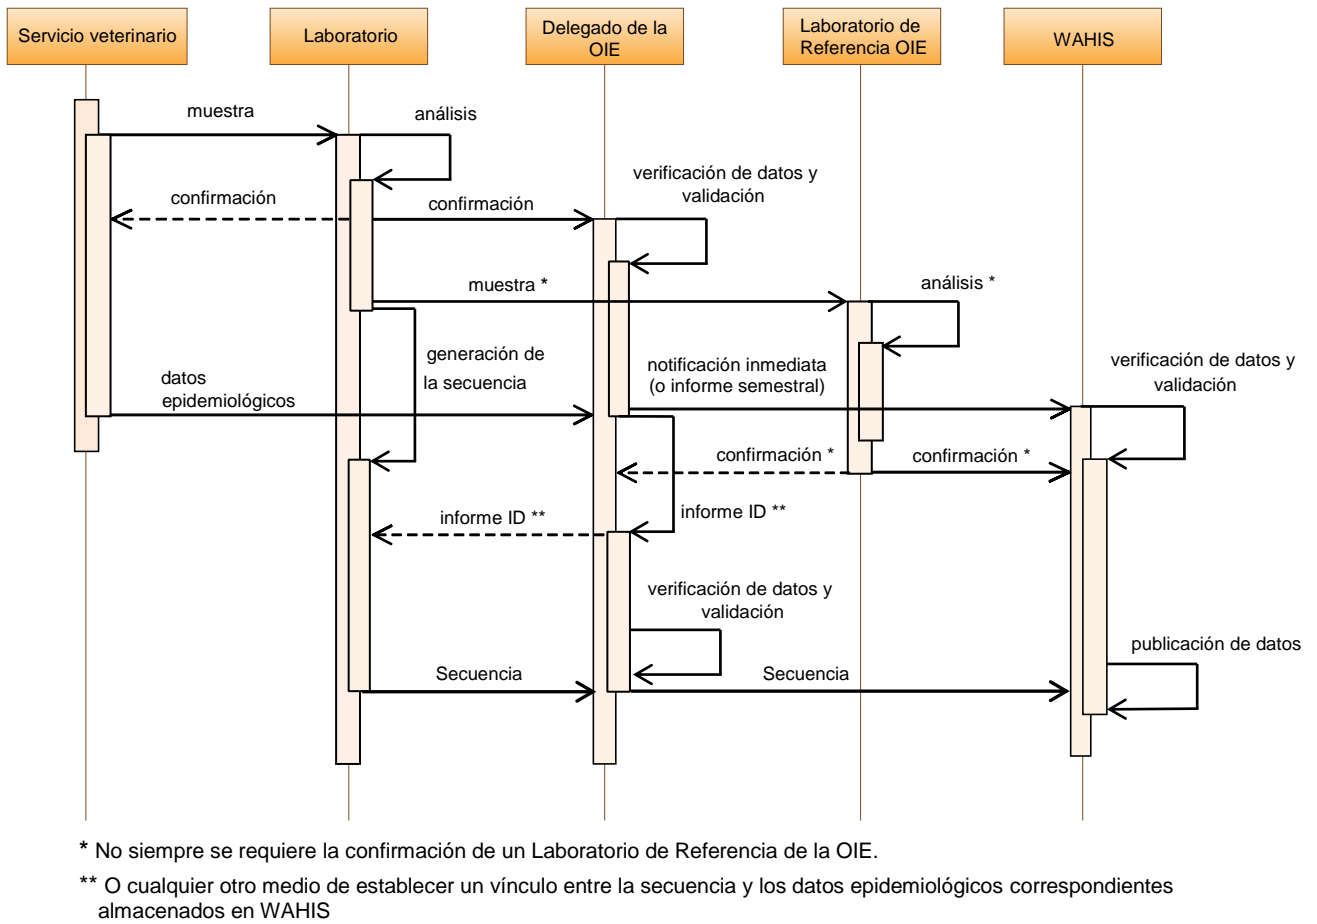 Servicio veterinario
Laboratorio
Delegado de la
OIE
Laboratorio de
Referencia OIE
WAHIS
muestra
análisis
verificación de datos y
validación
confirmación
confirmación
muestra *
análisis *
generación de
la secuencia
notificación inmediata
(o informe semestral)
verificación de datos y
validación
datos
epidemiológicos
confirmación *
confirmación *
informe ID **
informe ID **
verificación de datos y
validación
publicación de datos
Secuencia
Secuencia
* No siempre se requiere la confirmación de un Laboratorio de Referencia de la OIE.
** O cualquier otro medio de establecer un vínculo entre la secuencia y los datos epidemiológicos correspondientes
almacenados en WAHIS